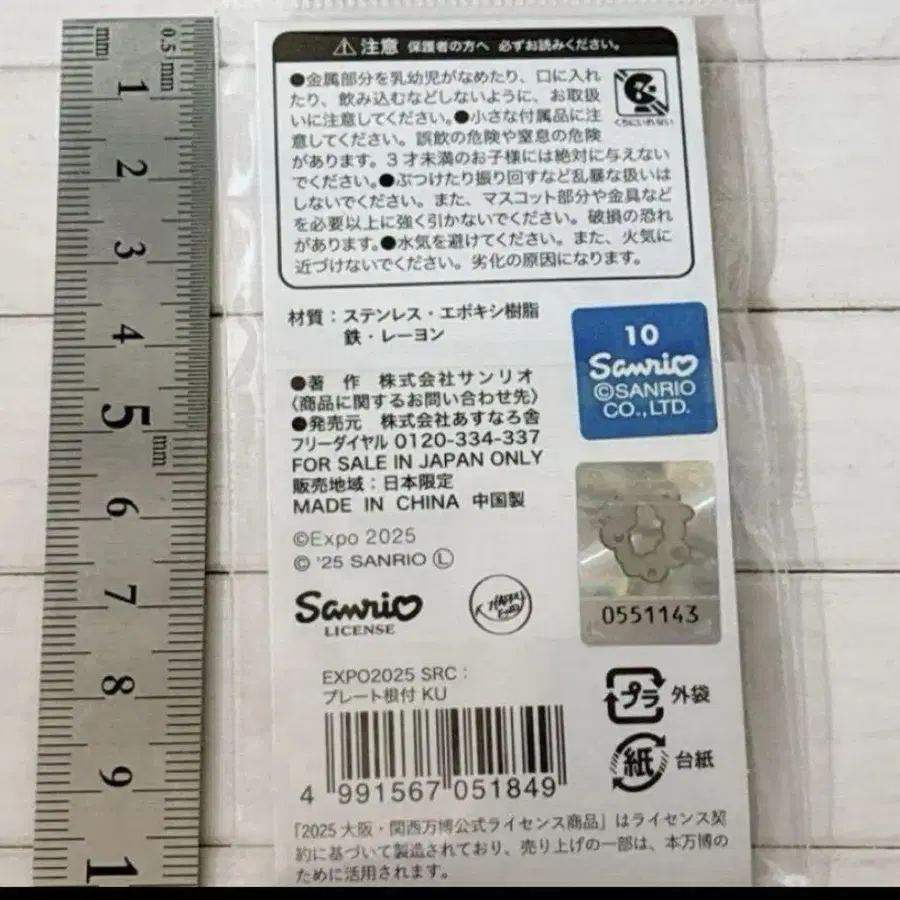 mm
0.5mm
1
2
3
4
5
mm
6
7
8
9
1
注意 保護者の方へ 必ずお読みください。
●金属部分を乳幼児がなめたり、口に入れ
たり、飲み込むなどしないように、お取扱
いに注意してください。●小さな付属品に注
意してください。誤飲の危険や窒息の危険
があります。3才未満のお子様には絶対に与えない
でください。●ぶつけたり振り回すなど乱暴な扱いは
しないでください。また、マスコット部分や金具など
を必要以上に強く引かないでください。破損の恐れ
があります。●水気を避けてください。また、火気に
近づけないでください。劣化の原因になります。
くちにいれない
材質：ステンレス・エポキシ樹脂
鉄・レーヨン
●著 作 株式会社サンリオ
〈商品に関するお問い合わせ先〉
●発売元 株式会社あすなろ舎
フリーダイヤル 0120-334-337
FOR SALE IN JAPAN ONLY
販売地域：日本限定
MADE IN CHINA 中国製
©Expo 2025
© '25 SANRIO Ⓛ
10
Sanrio
©SANRIO
CO.,LTD.
0551143
Sanrio
LICENSE
HAPPY
EXPO2025 SRC：
プレート根付 KU
4 991567 051849
プラ 外袋
紙 台紙
「2025 大阪・関西万博公式ライセンス商品」はライセンス契
約に基づいて製造されており、売り上げの一部は、本万博の
ために活用されます。